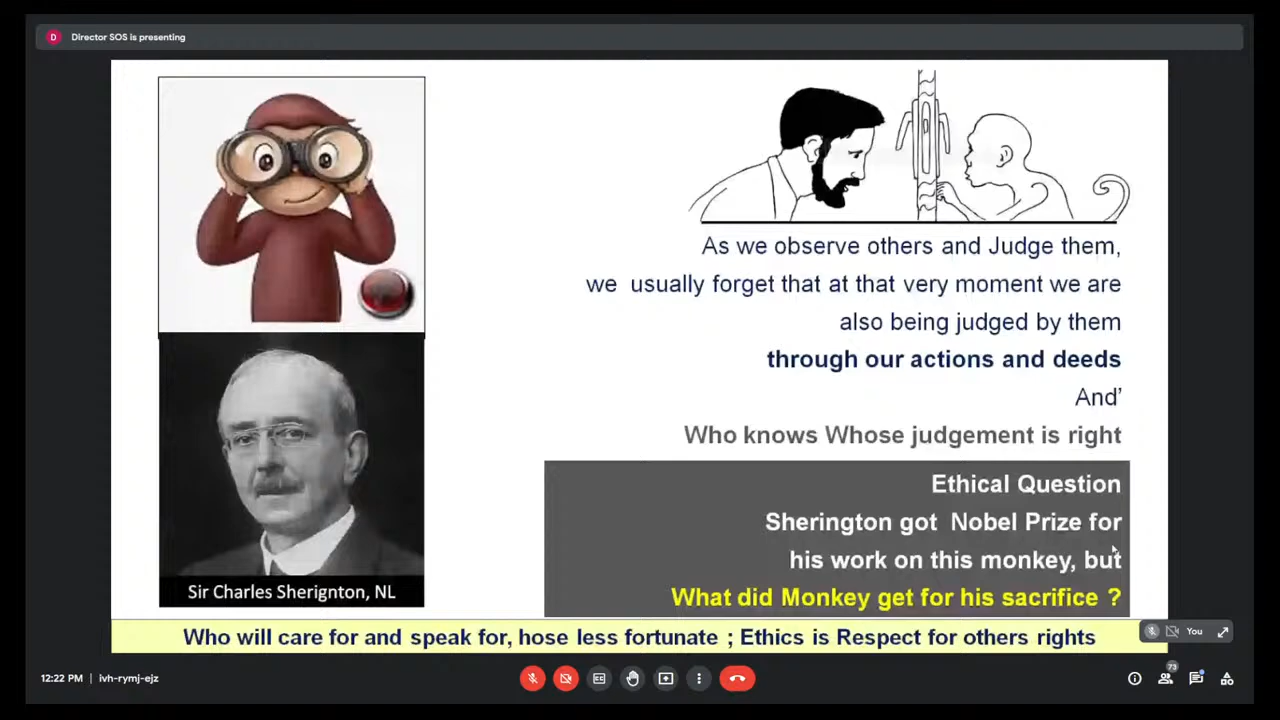 D
Director SOS is presenting
As we observe others and Judge them,
we usually forget that at that very moment we are
also being judged by them
through our actions and deeds
And'
Who knows Whose judgement is right
Ethical Question
Sherington got Nobel Prize for
his work on this monkey, but
What did Monkey get for his sacrifice ?
Sir Charles Sherignton, NL
Who will care for and speak for, hose less fortunate ; Ethics is Respect for others rights
You
12:22 PM | ivh-rymj-ejz
73